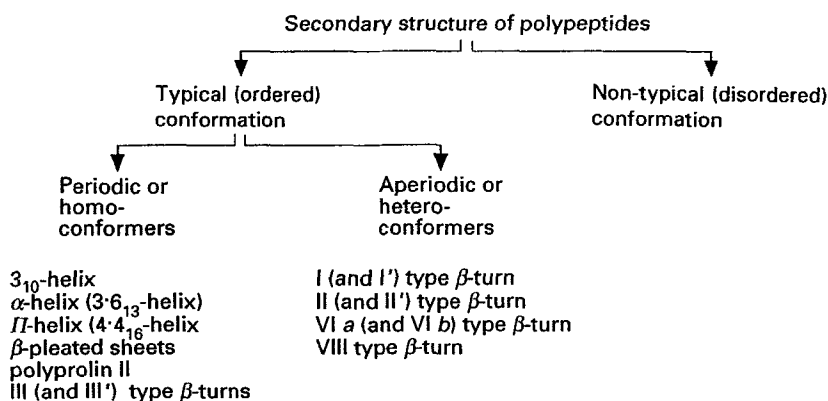 Secondary structure of polypeptides
Typical (ordered)
conformation
Non-typical (disordered)
conformation
Periodic or
homo-
conformers
Aperiodic or
hetero-
conformers
3₁₀-helix
α-helix (3·6₁₃-helix)
Π-helix (4·4₁₆-helix
β-pleated sheets
polyprolin II
III (and III') type β-turns
I (and I') type β-turn
II (and II') type β-turn
VI a (and VI b) type β-turn
VIII type β-turn